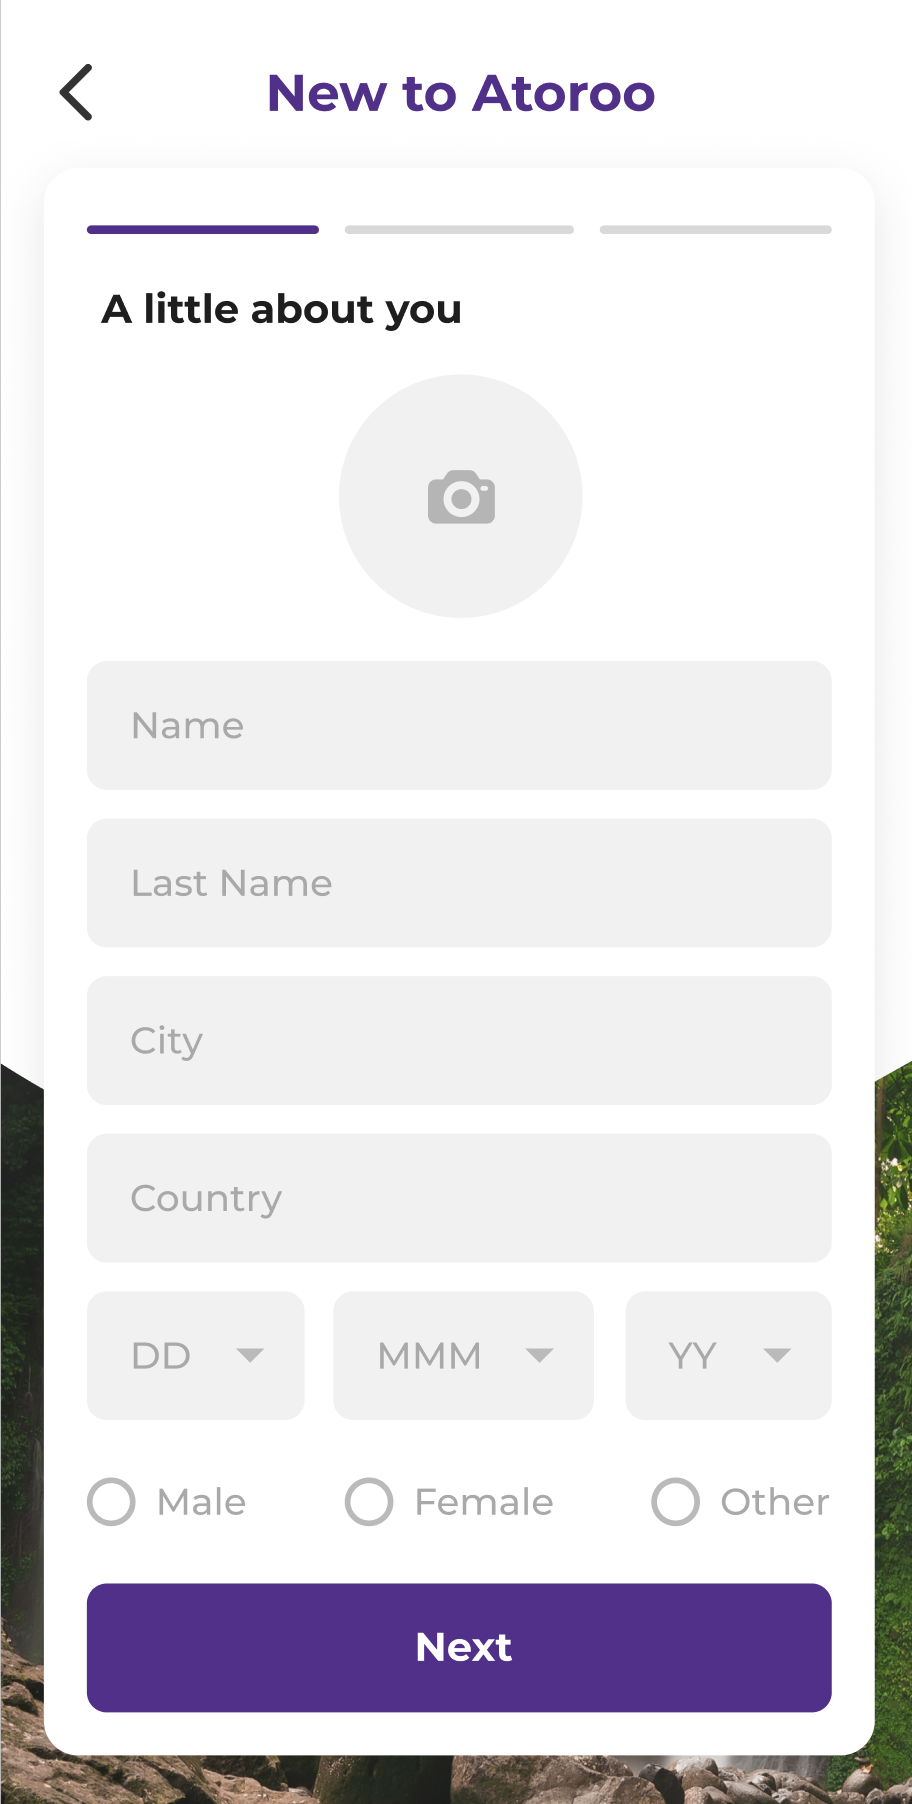 New to Atoroo
A little about you
Name
Last Name
City
Country
DD MMM YY
Male Female Other
Next